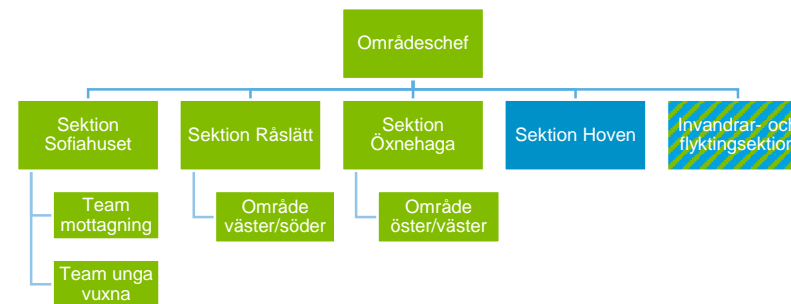 Områdeschef
Sektion
Sofiahuset
Sektion Råslätt
Sektion
Öxnehaga
Sektion Hoven
Invandrar- och
flyktingsektion
Team
mottagning
Område
väster/söder
Område
öster/väster
Team unga
vuxna